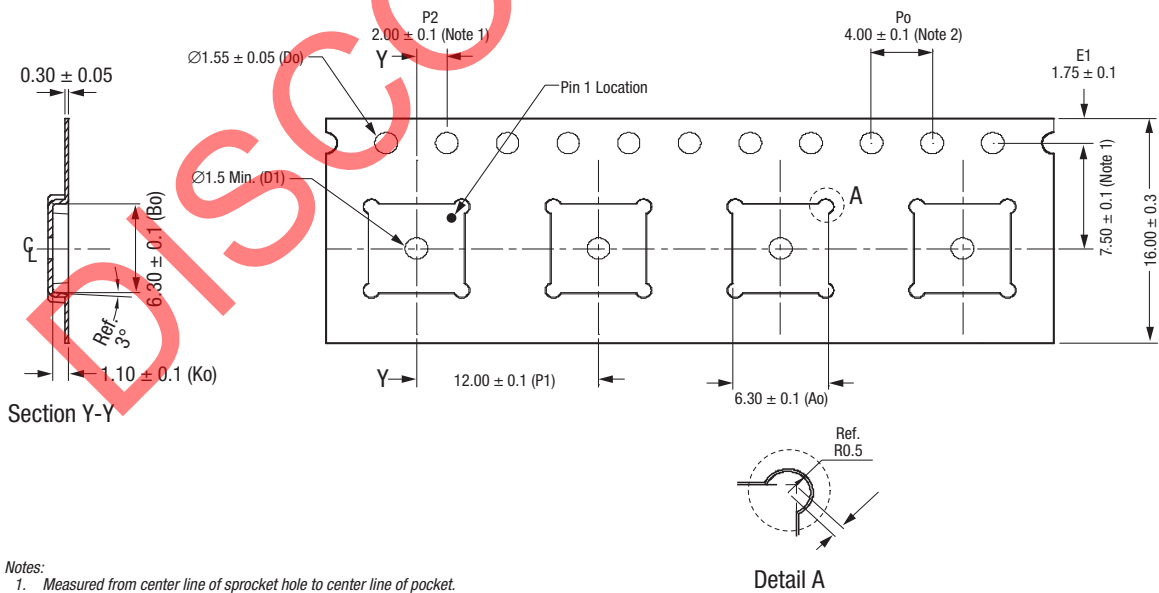 P2
2.00 ± 0.1 (Note 1)
Po
4.00 ± 0.1 (Note 2)
E1
1.75 ± 0.1
∅1.55 ± 0.05 (Do)
Y
0.30 ± 0.05
Pin 1 Location
∅1.5 Min. (D1)
A
7.50 ± 0.1 (Note 1)
16.00 ± 0.3
CL
6.30 ± 0.1 (Bo)
Ref.
3°
1.10 ± 0.1 (Ko)
Y
12.00 ± 0.1 (P1)
6.30 ± 0.1 (Ao)
Section Y-Y
Ref.
R0.5
Detail A
Notes:
1. Measured from center line of sprocket hole to center line of pocket.
DISCO